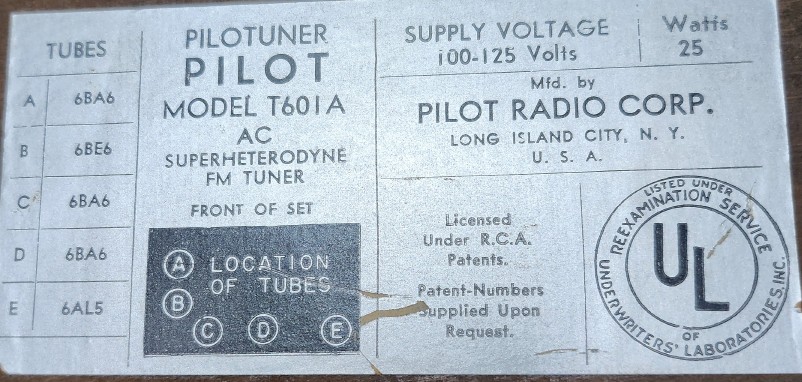 TUBES
A 6BA6
B 6BE6
C 6BA6
D 6BA6
E 6AL5
PILOTUNER
PILOT
MODEL T601A
AC
SUPERHETERODYNE
FM TUNER
FRONT OF SET
A LOCATION
OF TUBES
B
C D E
SUPPLY VOLTAGE
100-125 Volts
Watts
25
Mfd. by
PILOT RADIO CORP.
LONG ISLAND CITY, N. Y.
U. S. A.
Licensed
Under R.C.A.
Patents.
Patent-Numbers
Supplied Upon
Request.
LISTED UNDER
REEXAMINATION SERVICE
UL
OF
UNDERWRITERS' LABORATORIES, INC.